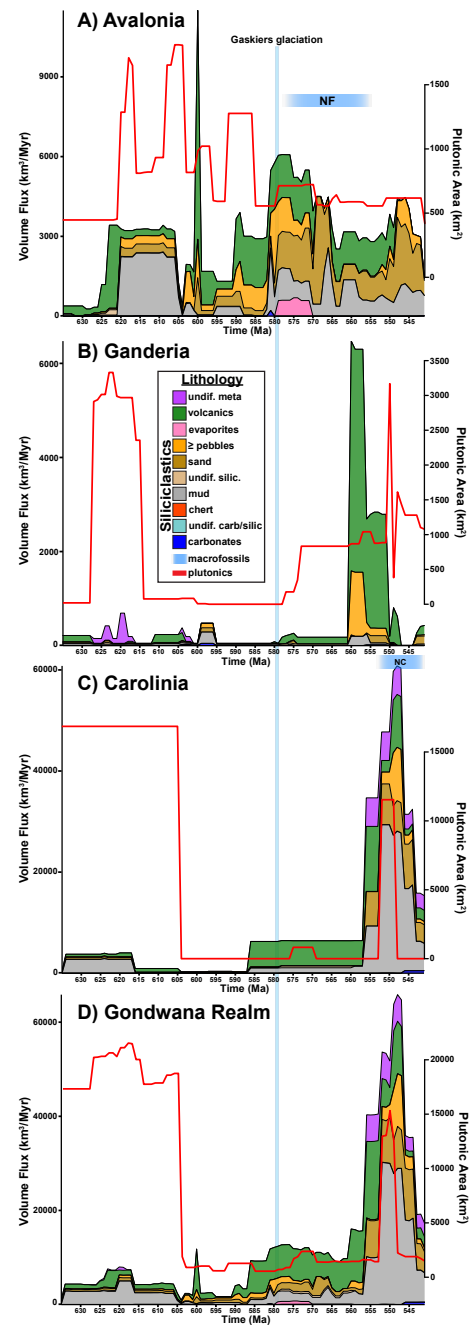 A) Avalonia
Gaskiers glaciation
NF
Volume Flux (km³/Myr)
9000
6000
3000
0
Plutonic Area (km²)
1500
1000
500
0
630 625 620 615 610 605 600 595 590 585 580 575 570 565 560 555 550 545
Time (Ma)
B) Ganderia
Volume Flux (km³/Myr)
6000
4000
2000
0
Plutonic Area (km²)
3500
3000
2500
2000
1500
1000
500
0
Lithology
undif. meta
volcanics
evaporites
≥ pebbles
sand
undif. silic.
mud
chert
undif. carb/silic
carbonates
macrofossils
plutonics
Siliciclastics
630 625 620 615 610 605 600 595 590 585 580 575 570 565 560 555 550 545
Time (Ma)
C) Carolinia
NC
Volume Flux (km³/Myr)
60000
40000
20000
0
Plutonic Area (km²)
15000
10000
5000
0
630 625 620 615 610 605 600 595 590 585 580 575 570 565 560 555 550 545
Time (Ma)
D) Gondwana Realm
Volume Flux (km³/Myr)
60000
40000
20000
0
Plutonic Area (km²)
20000
15000
10000
5000
0
630 625 620 615 610 605 600 595 590 585 580 575 570 565 560 555 550 545
Time (Ma)